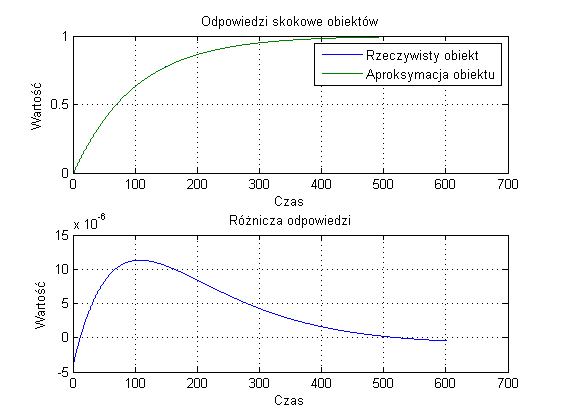 Odpowiedzi skokowe obiektów
1
0.5
0
Wartość
Rzeczywisty obiekt
Aproksymacja obiektu
0 100 200 300 400 500 600 700
Czas
Różnicza odpowiedzi
x 10-6
15
10
5
0
-5
Wartość
0 100 200 300 400 500 600 700
Czas